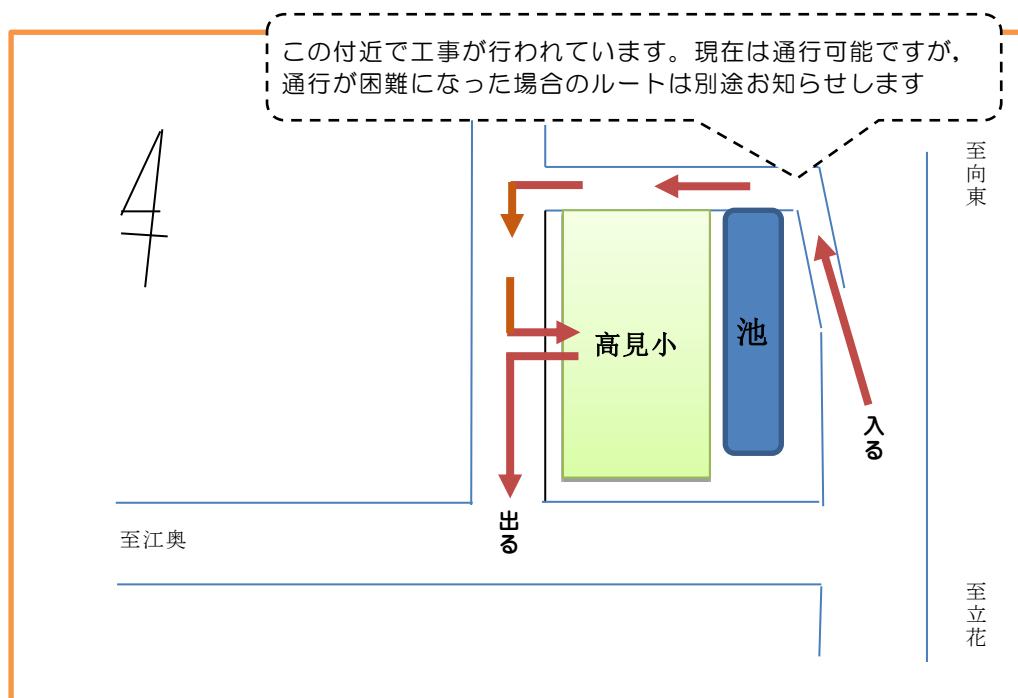 この付近で工事が行われています。現在は通行可能ですが,
通行が困難になった場合のルートは別途お知らせします
至向東
高見小
池
入る
出る
至江奥
至立花